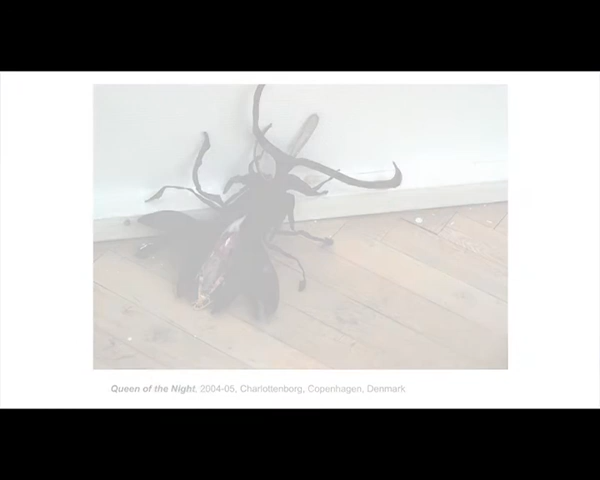 Queen of the Night, 2004-05, Charlottenborg, Copenhagen, Denmark